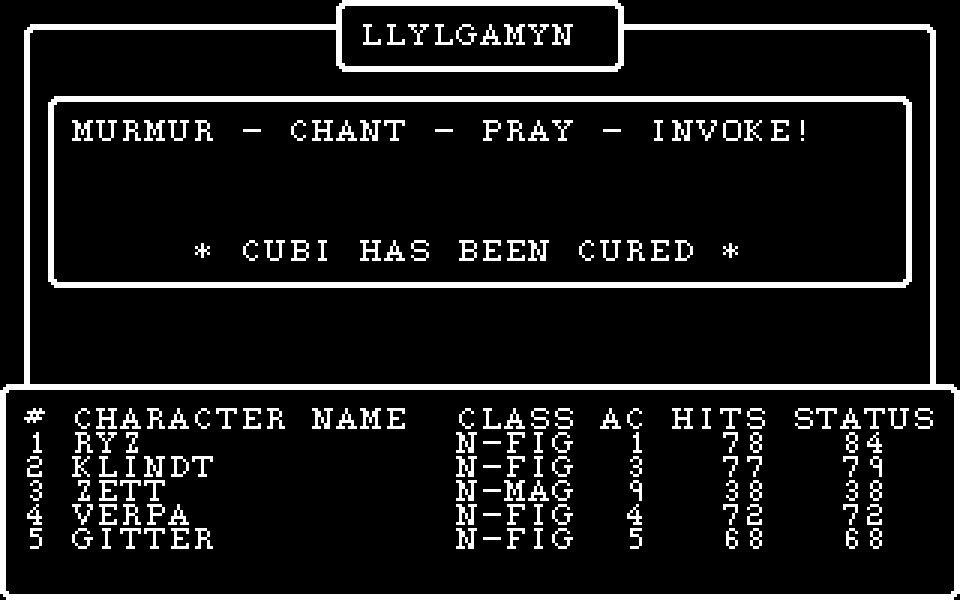 LLYLGAMYN
MURMUR - CHANT - PRAY - INVOKE!
* CUBI HAS BEEN CURED *
# CHARACTER NAME CLASS AC HITS STATUS
1 RYZ N-FIG 1 78 84
2 KLINDT N-FIG 3 77 79
3 ZETT N-MAG 9 38 38
4 VERPA N-FIG 4 72 72
5 GITTER N-FIG 5 68 68